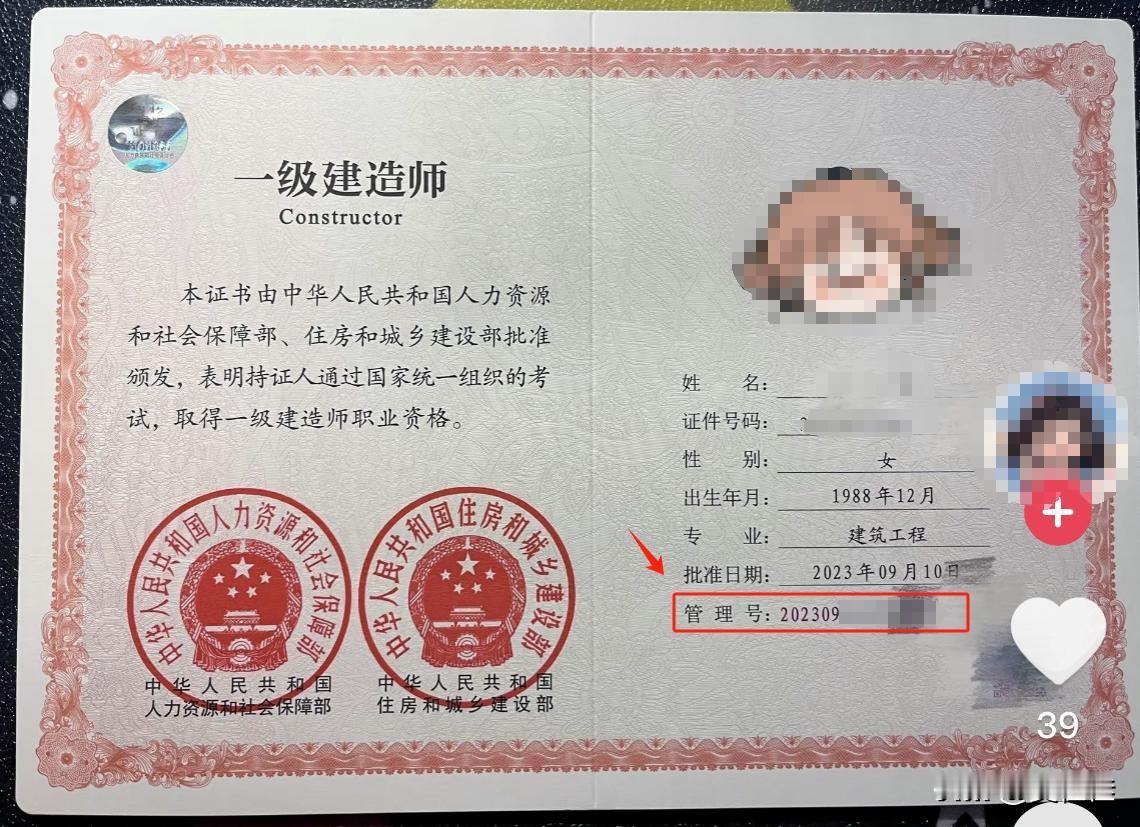 一级建造师
Constructor
本证书由中华人民共和国人力资源
和社会保障部、住房和城乡建设部批准
颁发，表明持证人通过国家统一组织的考
试，取得一级建造师职业资格。
中华人民共和国人力资源和社会保障部
中华人民共和国住房和城乡建设部
中华人民共和国
人力资源和社会保障部
中华人民共和国
住房和城乡建设部
姓 名：
证件号码：
性 别：女
出生年月：1988年12月
专 业：建筑工程
批准日期：2023年09月10日
管 理 号：202309
39